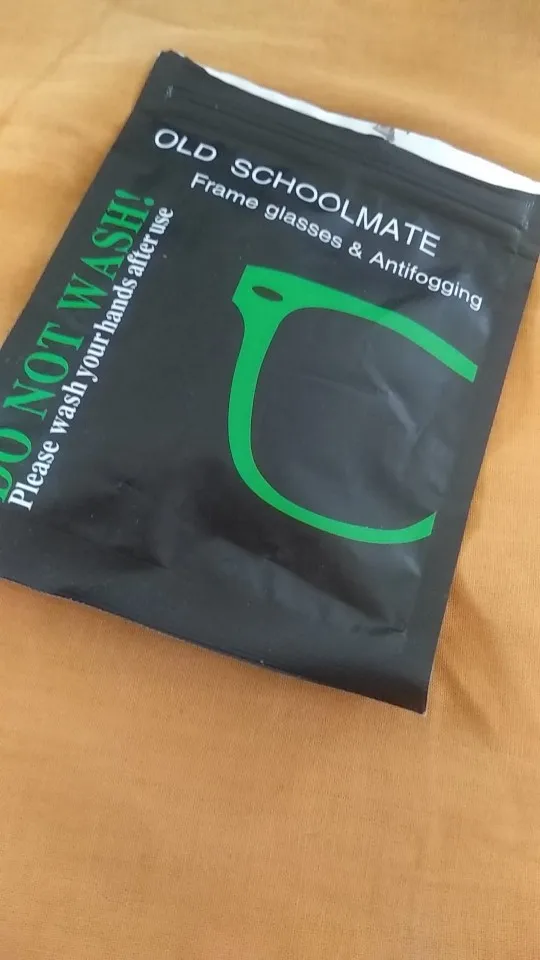 OLD SCHOOLMATE
Frame glasses & Antifogging
DO NOT WASH!
Please wash your hands after use